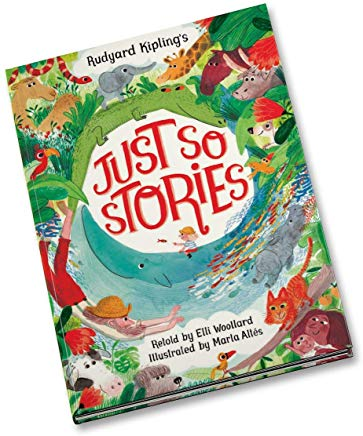 Rudyard Kipling's
JUST SO
STORIES
Retold by Elli Woollard
Illustrated by Marta Altés